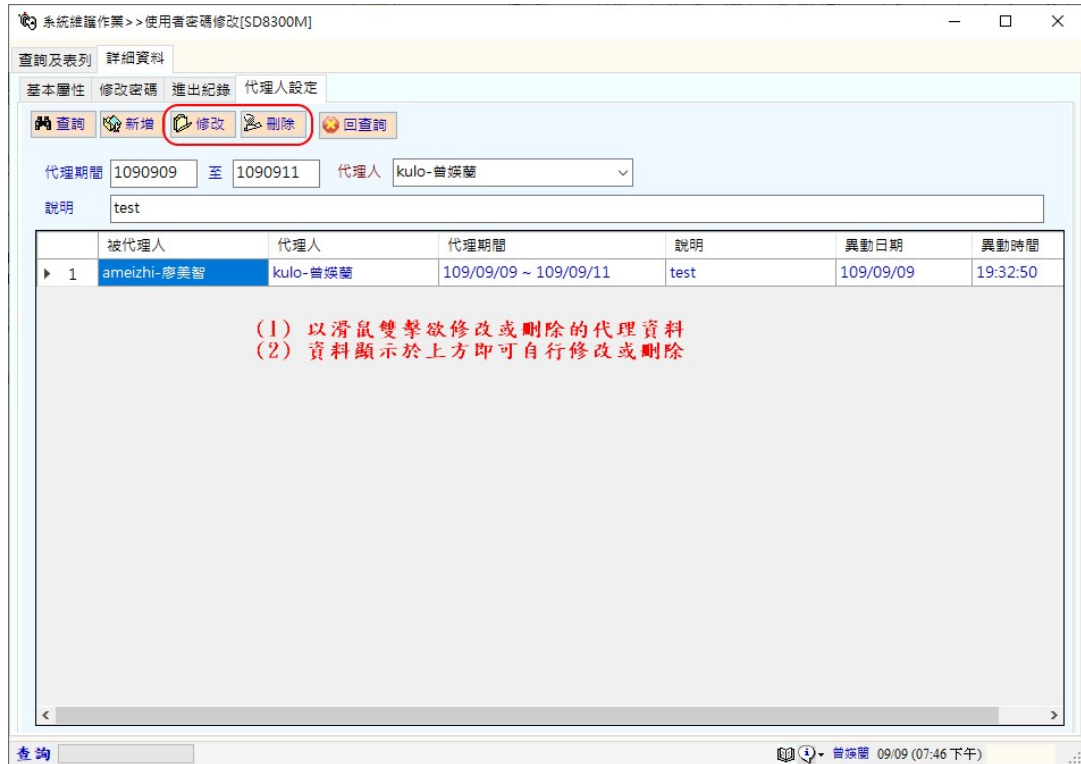 系統維護作業>>使用者密碼修改[SD8300M]
查詢及表列 詳細資料
基本屬性 修改密碼 進出紀錄 代理人設定
查詢 新增 修改 刪除 回查詢
代理期間 1090909 至 1090911 代理人 kulo-曾媖蘭
說明 test
被代理人 代理人 代理期間 說明 異動日期 異動時間
1 ameizhi-廖美智 kulo-曾媖蘭 109/09/09 ~ 109/09/11 test 109/09/09 19:32:50
(1) 以滑鼠雙擊欲修改或刪除的代理資料
(2) 資料顯示於上方即可自行修改或刪除
查詢 曾媖蘭 09/09 (07:46 下午)